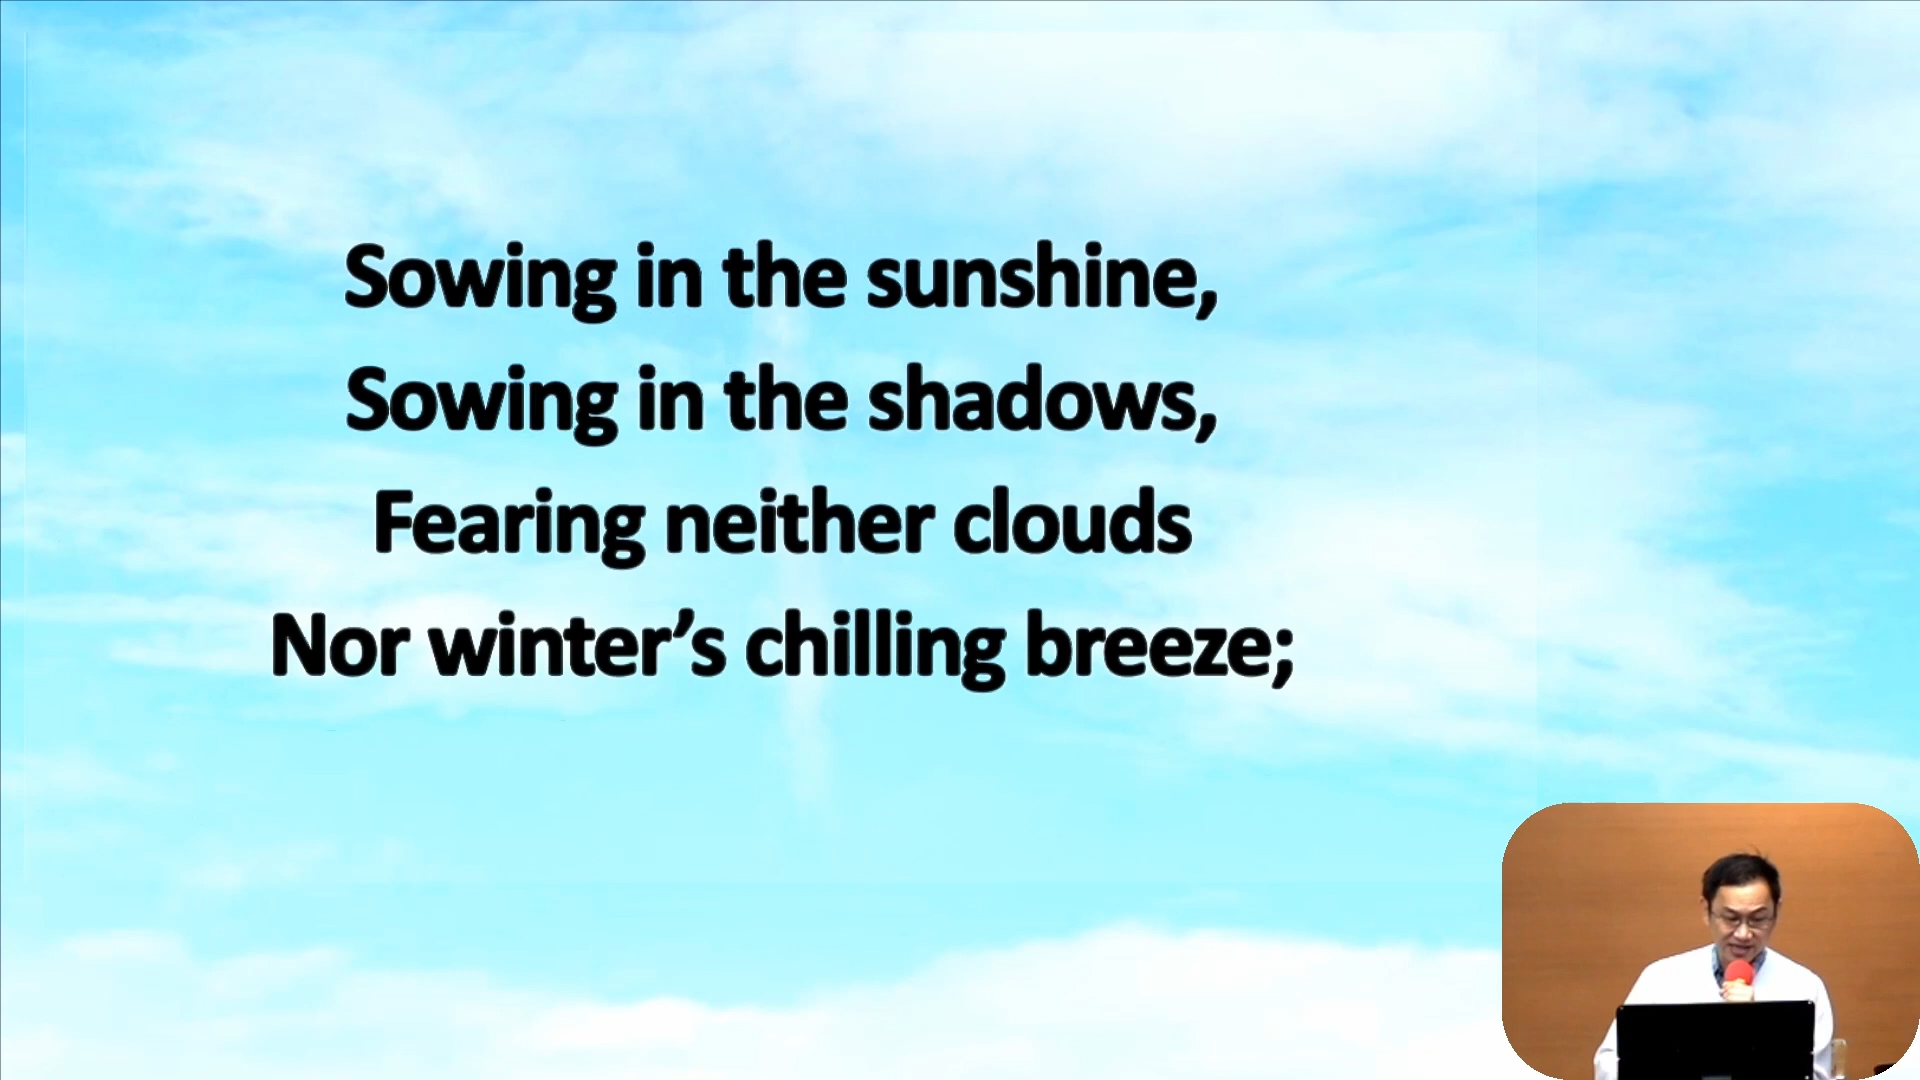 Sowing in the sunshine,
Sowing in the shadows,
Fearing neither clouds
Nor winter’s chilling breeze;